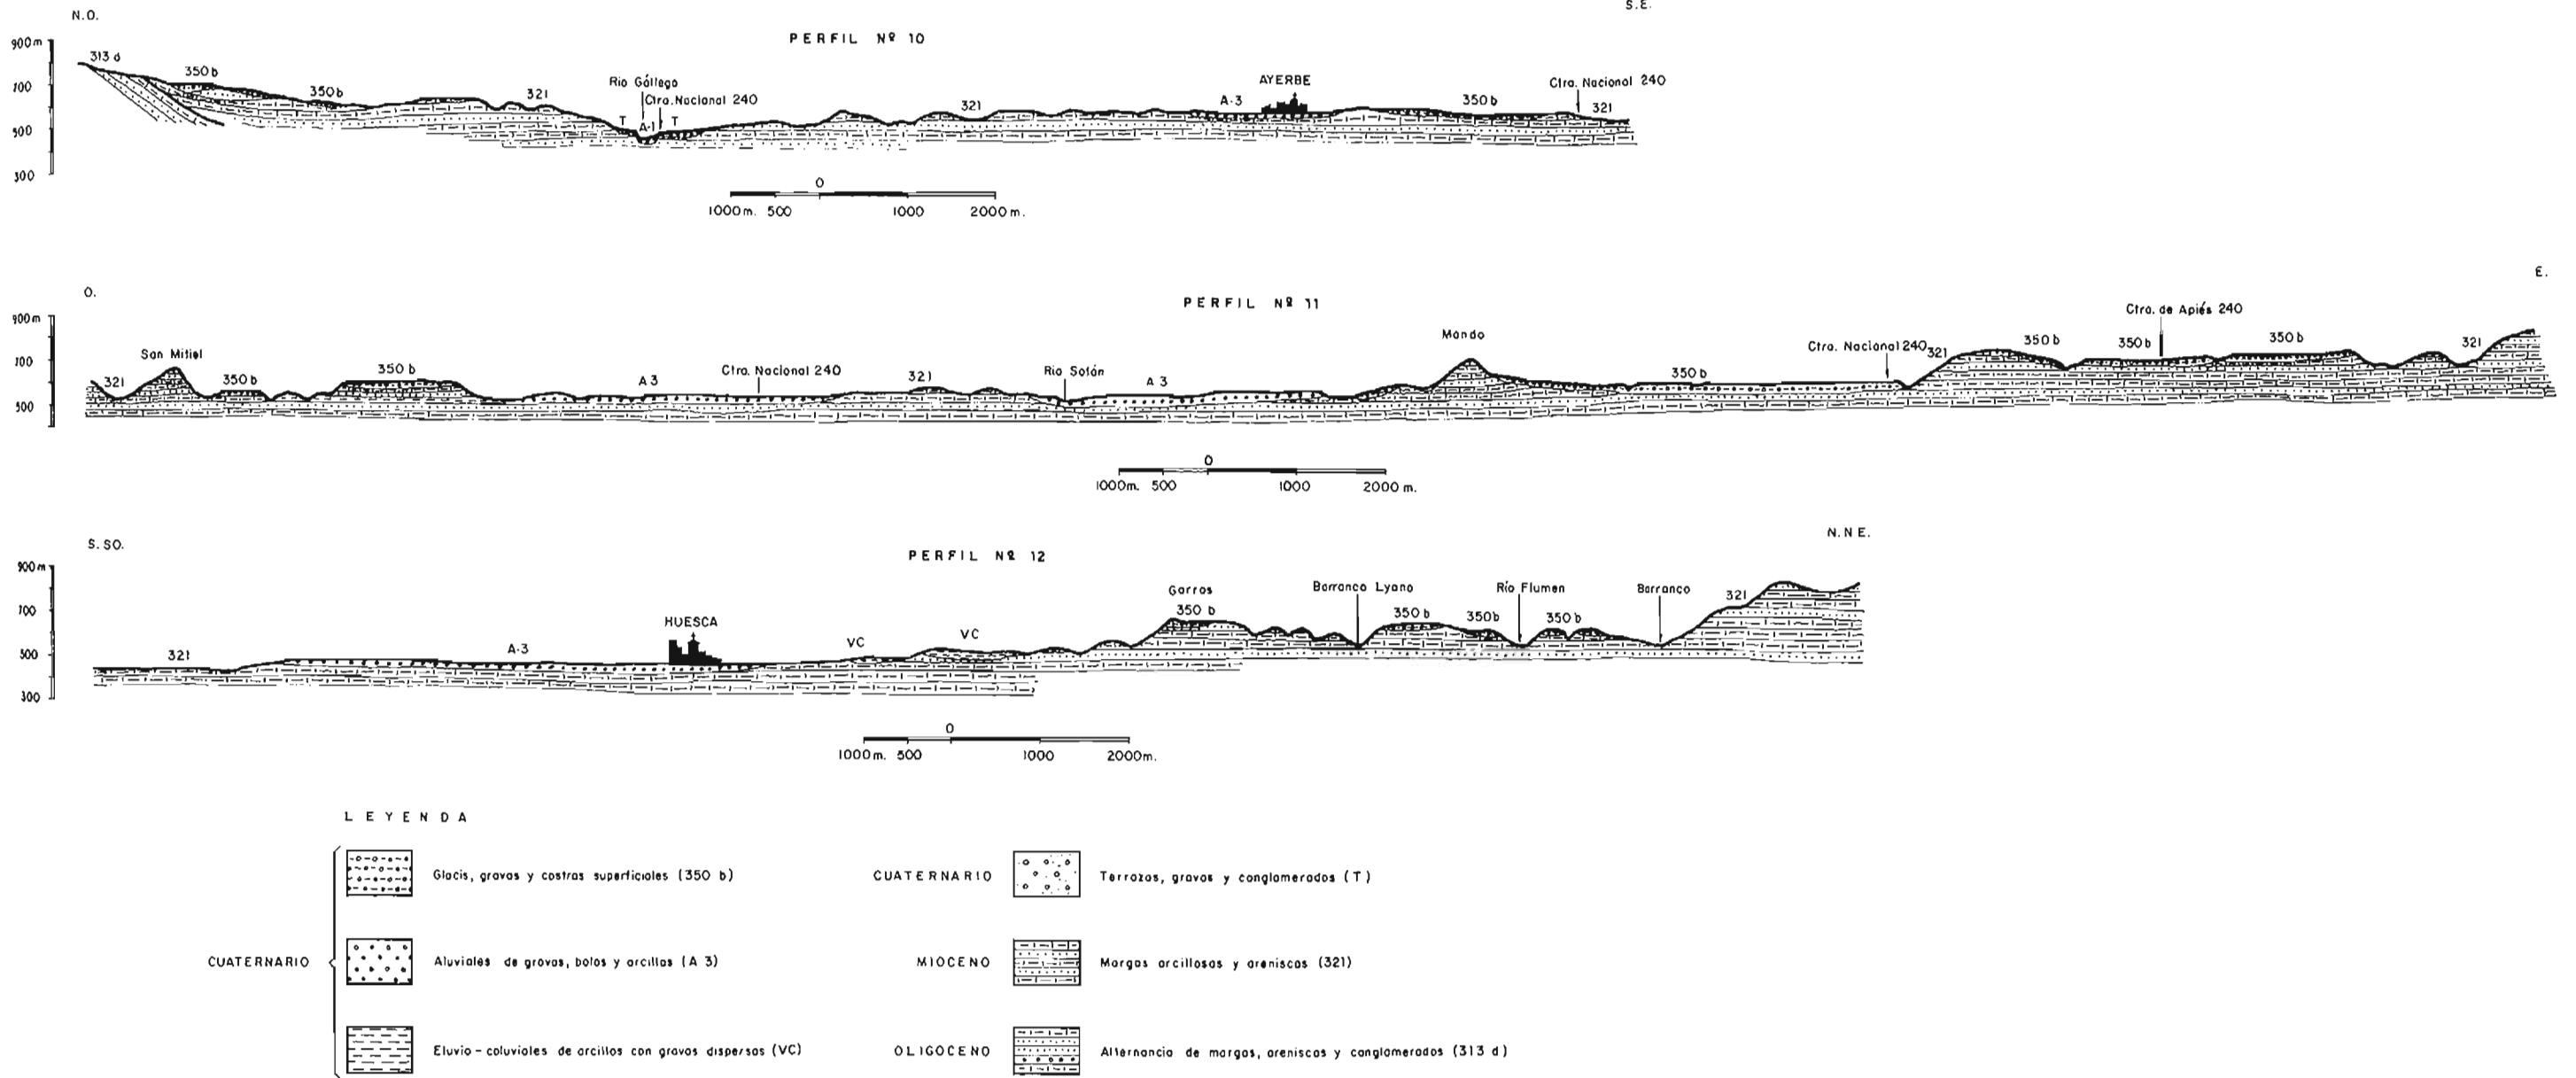 N.O.
S.E.
PERFIL Nº 10
900m
700
500
300
313 d
350 b
350b
321
Rio Gállego
Ctra. Nacional 240
T
A-1
T
321
A-3
AYERBE
350 b
Ctra. Nacional 240
321
0
1000m. 500 1000 2000 m.
O.
E.
PERFIL Nº 11
900m
700
500
321
San Mitiel
350 b
350 b
A 3
Ctra. Nacional 240
321
Rio Sotón
A 3
Mondo
350 b
Ctra. Nacional 240
321
350 b
350 b
Ctra. de Apiés 240
350 b
321
0
1000m. 500 1000 2000 m.
S.SO.
N.NE.
PERFIL Nº 12
900m
700
500
300
321
A-3
HUESCA
VC
VC
Gorros
350 b
Barranco Lyano
350 b
350b
Río Flumen
350 b
Barranco
321
0
1000m. 500 1000 2000m.
LEYENDA
CUATERNARIO
Glacis, gravas y costras superficiales (350 b)
Aluviales de gravas, bolos y arcillas (A 3)
Eluvio-coluviales de arcillas con gravas dispersas (VC)
CUATERNARIO
Terrazas, gravas y conglomerados (T)
MIOCENO
Margas arcillosas y areniscas (321)
OLIGOCENO
Alternancia de margas, areniscas y conglomerados (313 d)